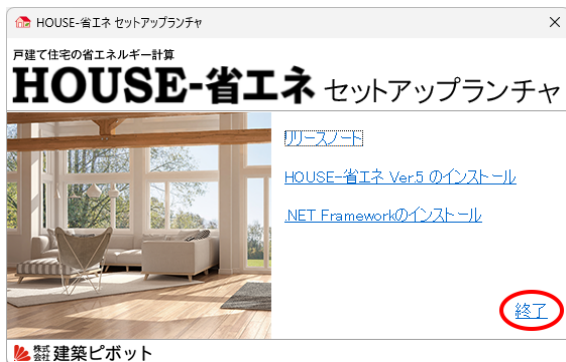 HOUSE-省エネ セットアップランチャ
戸建て住宅の省エネルギー計算
HOUSE-省エネ セットアップランチャ
リリースノート
HOUSE-省エネ Ver.5 のインストール
.NET Frameworkのインストール
終了
株式会社 建築ピボット